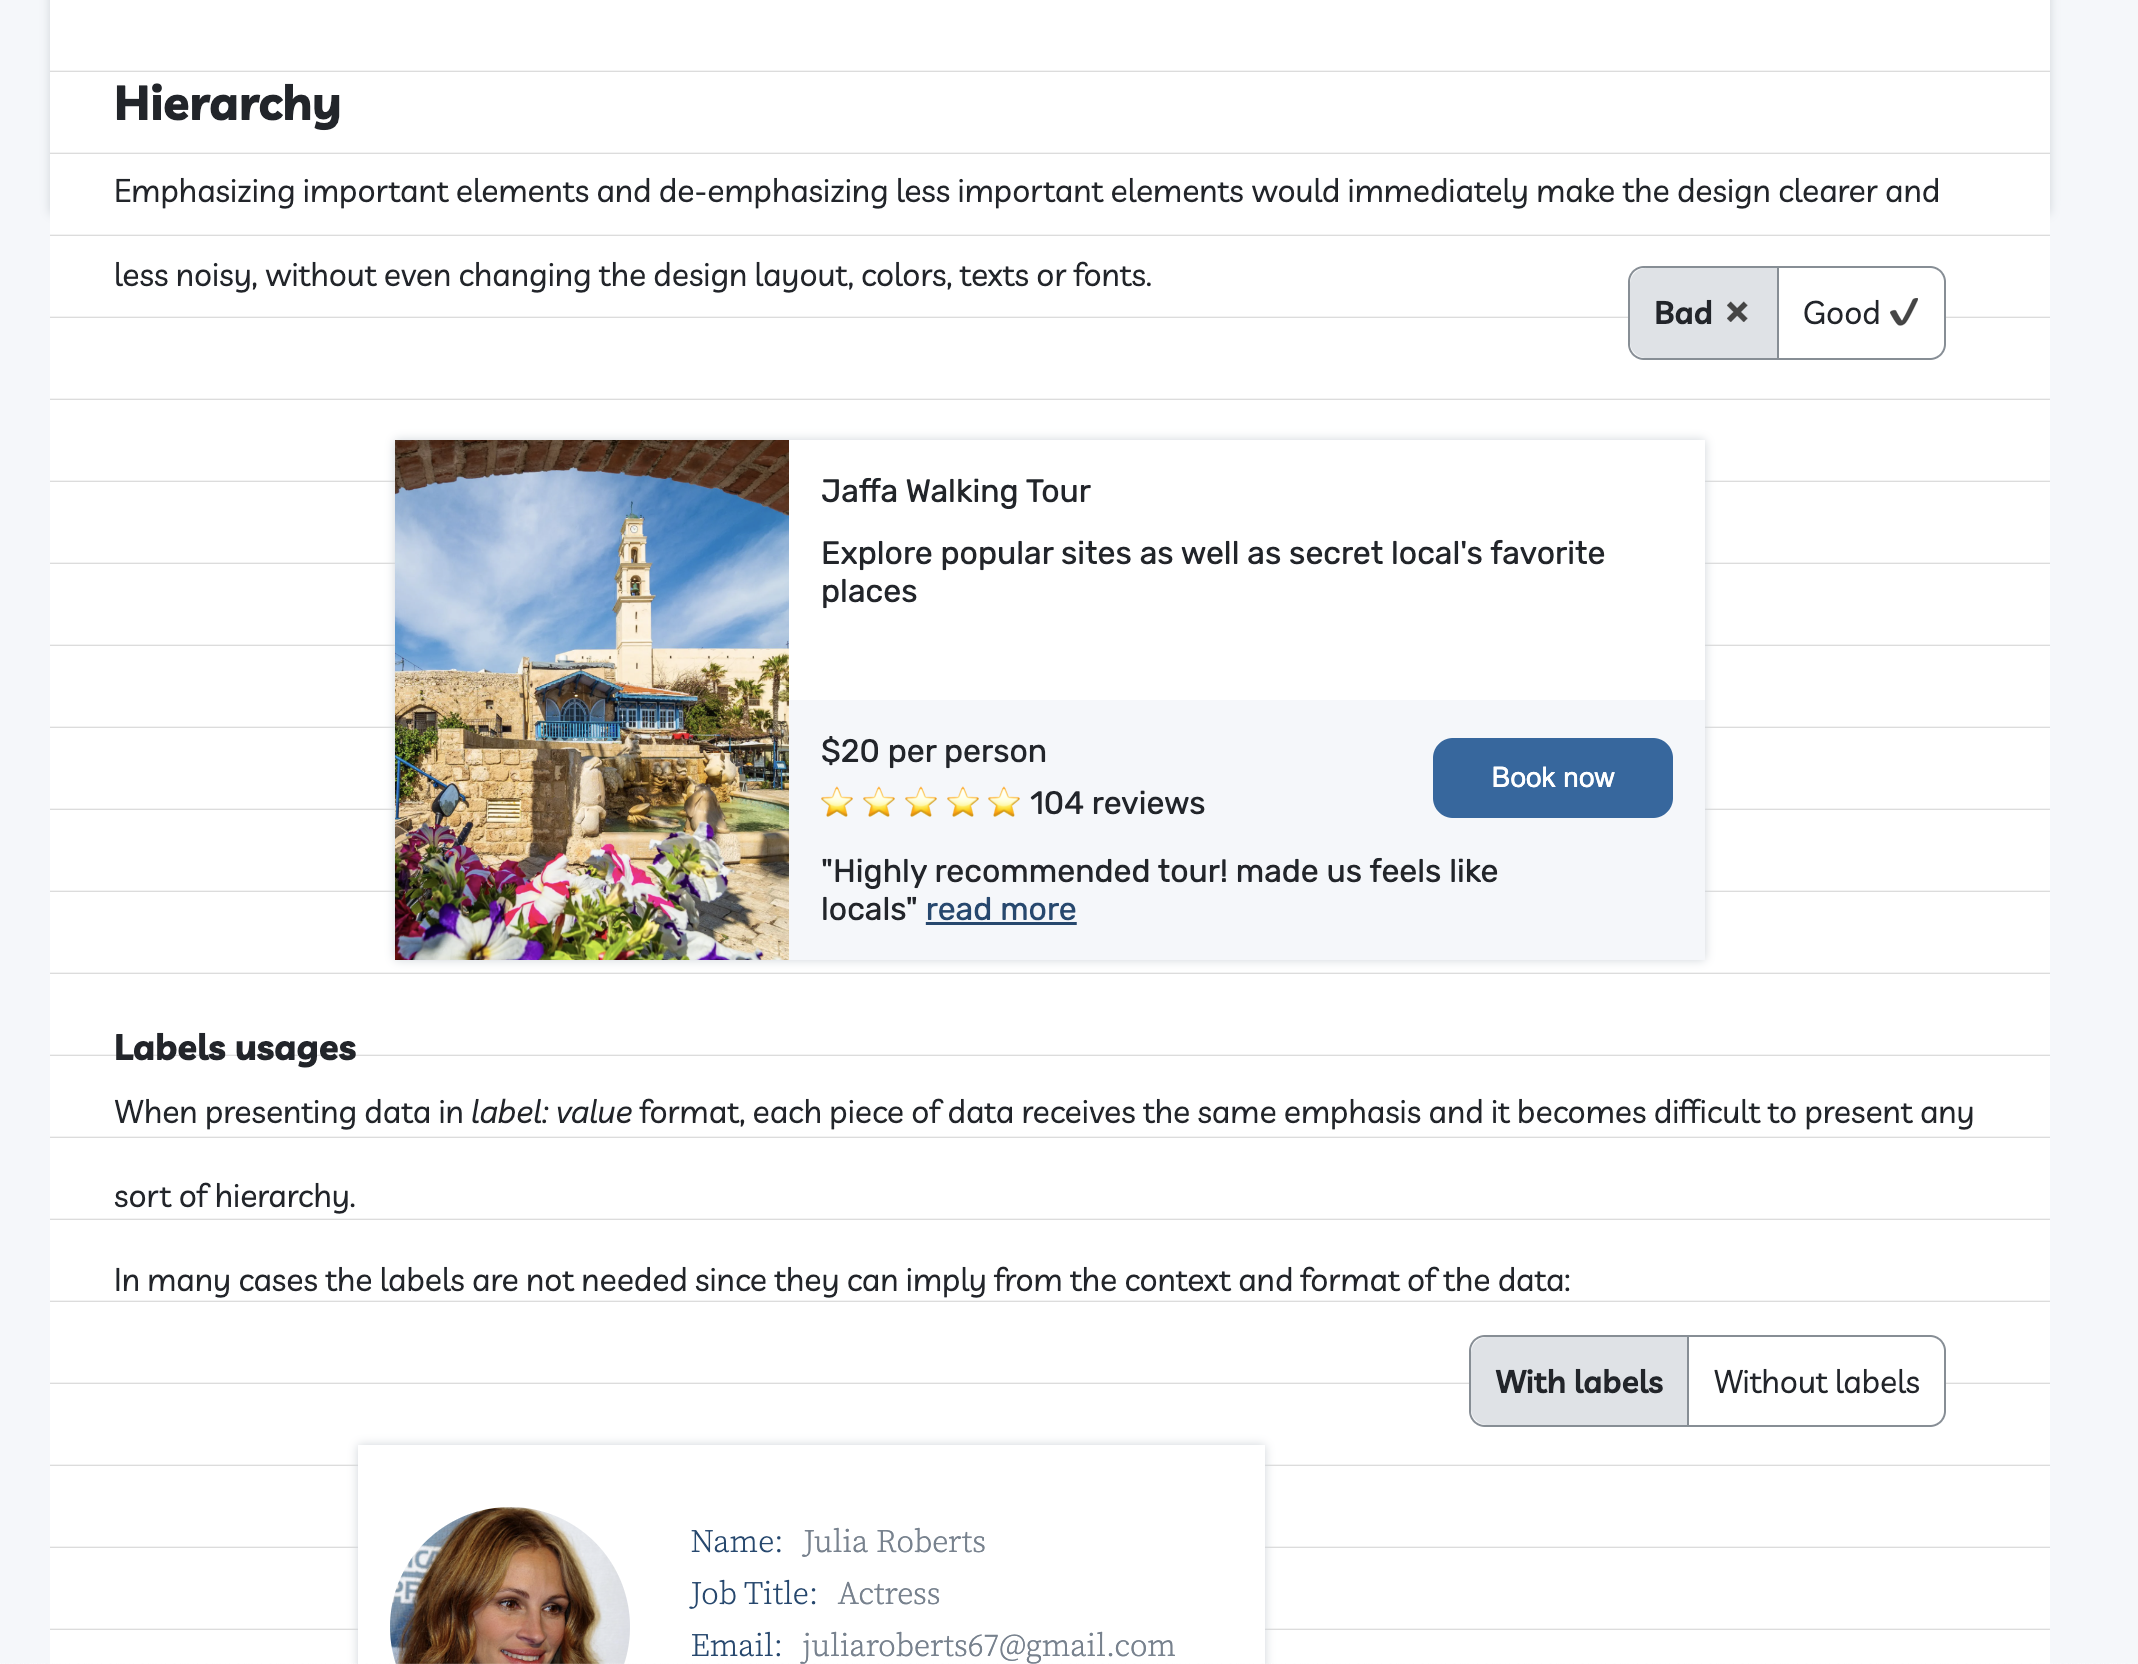 Hierarchy
Emphasizing important elements and de-emphasizing less important elements would immediately make the design clearer and
less noisy, without even changing the design layout, colors, texts or fonts.
Bad ✕ Good ✓
Jaffa Walking Tour
Explore popular sites as well as secret local's favorite
places
$20 per person
Book now
104 reviews
"Highly recommended tour! made us feels like
locals" read more
Labels usages
When presenting data in label: value format, each piece of data receives the same emphasis and it becomes difficult to present any
sort of hierarchy.
In many cases the labels are not needed since they can imply from the context and format of the data:
With labels Without labels
Name: Julia Roberts
Job Title: Actress
Email: juliaroberts67@gmail.com